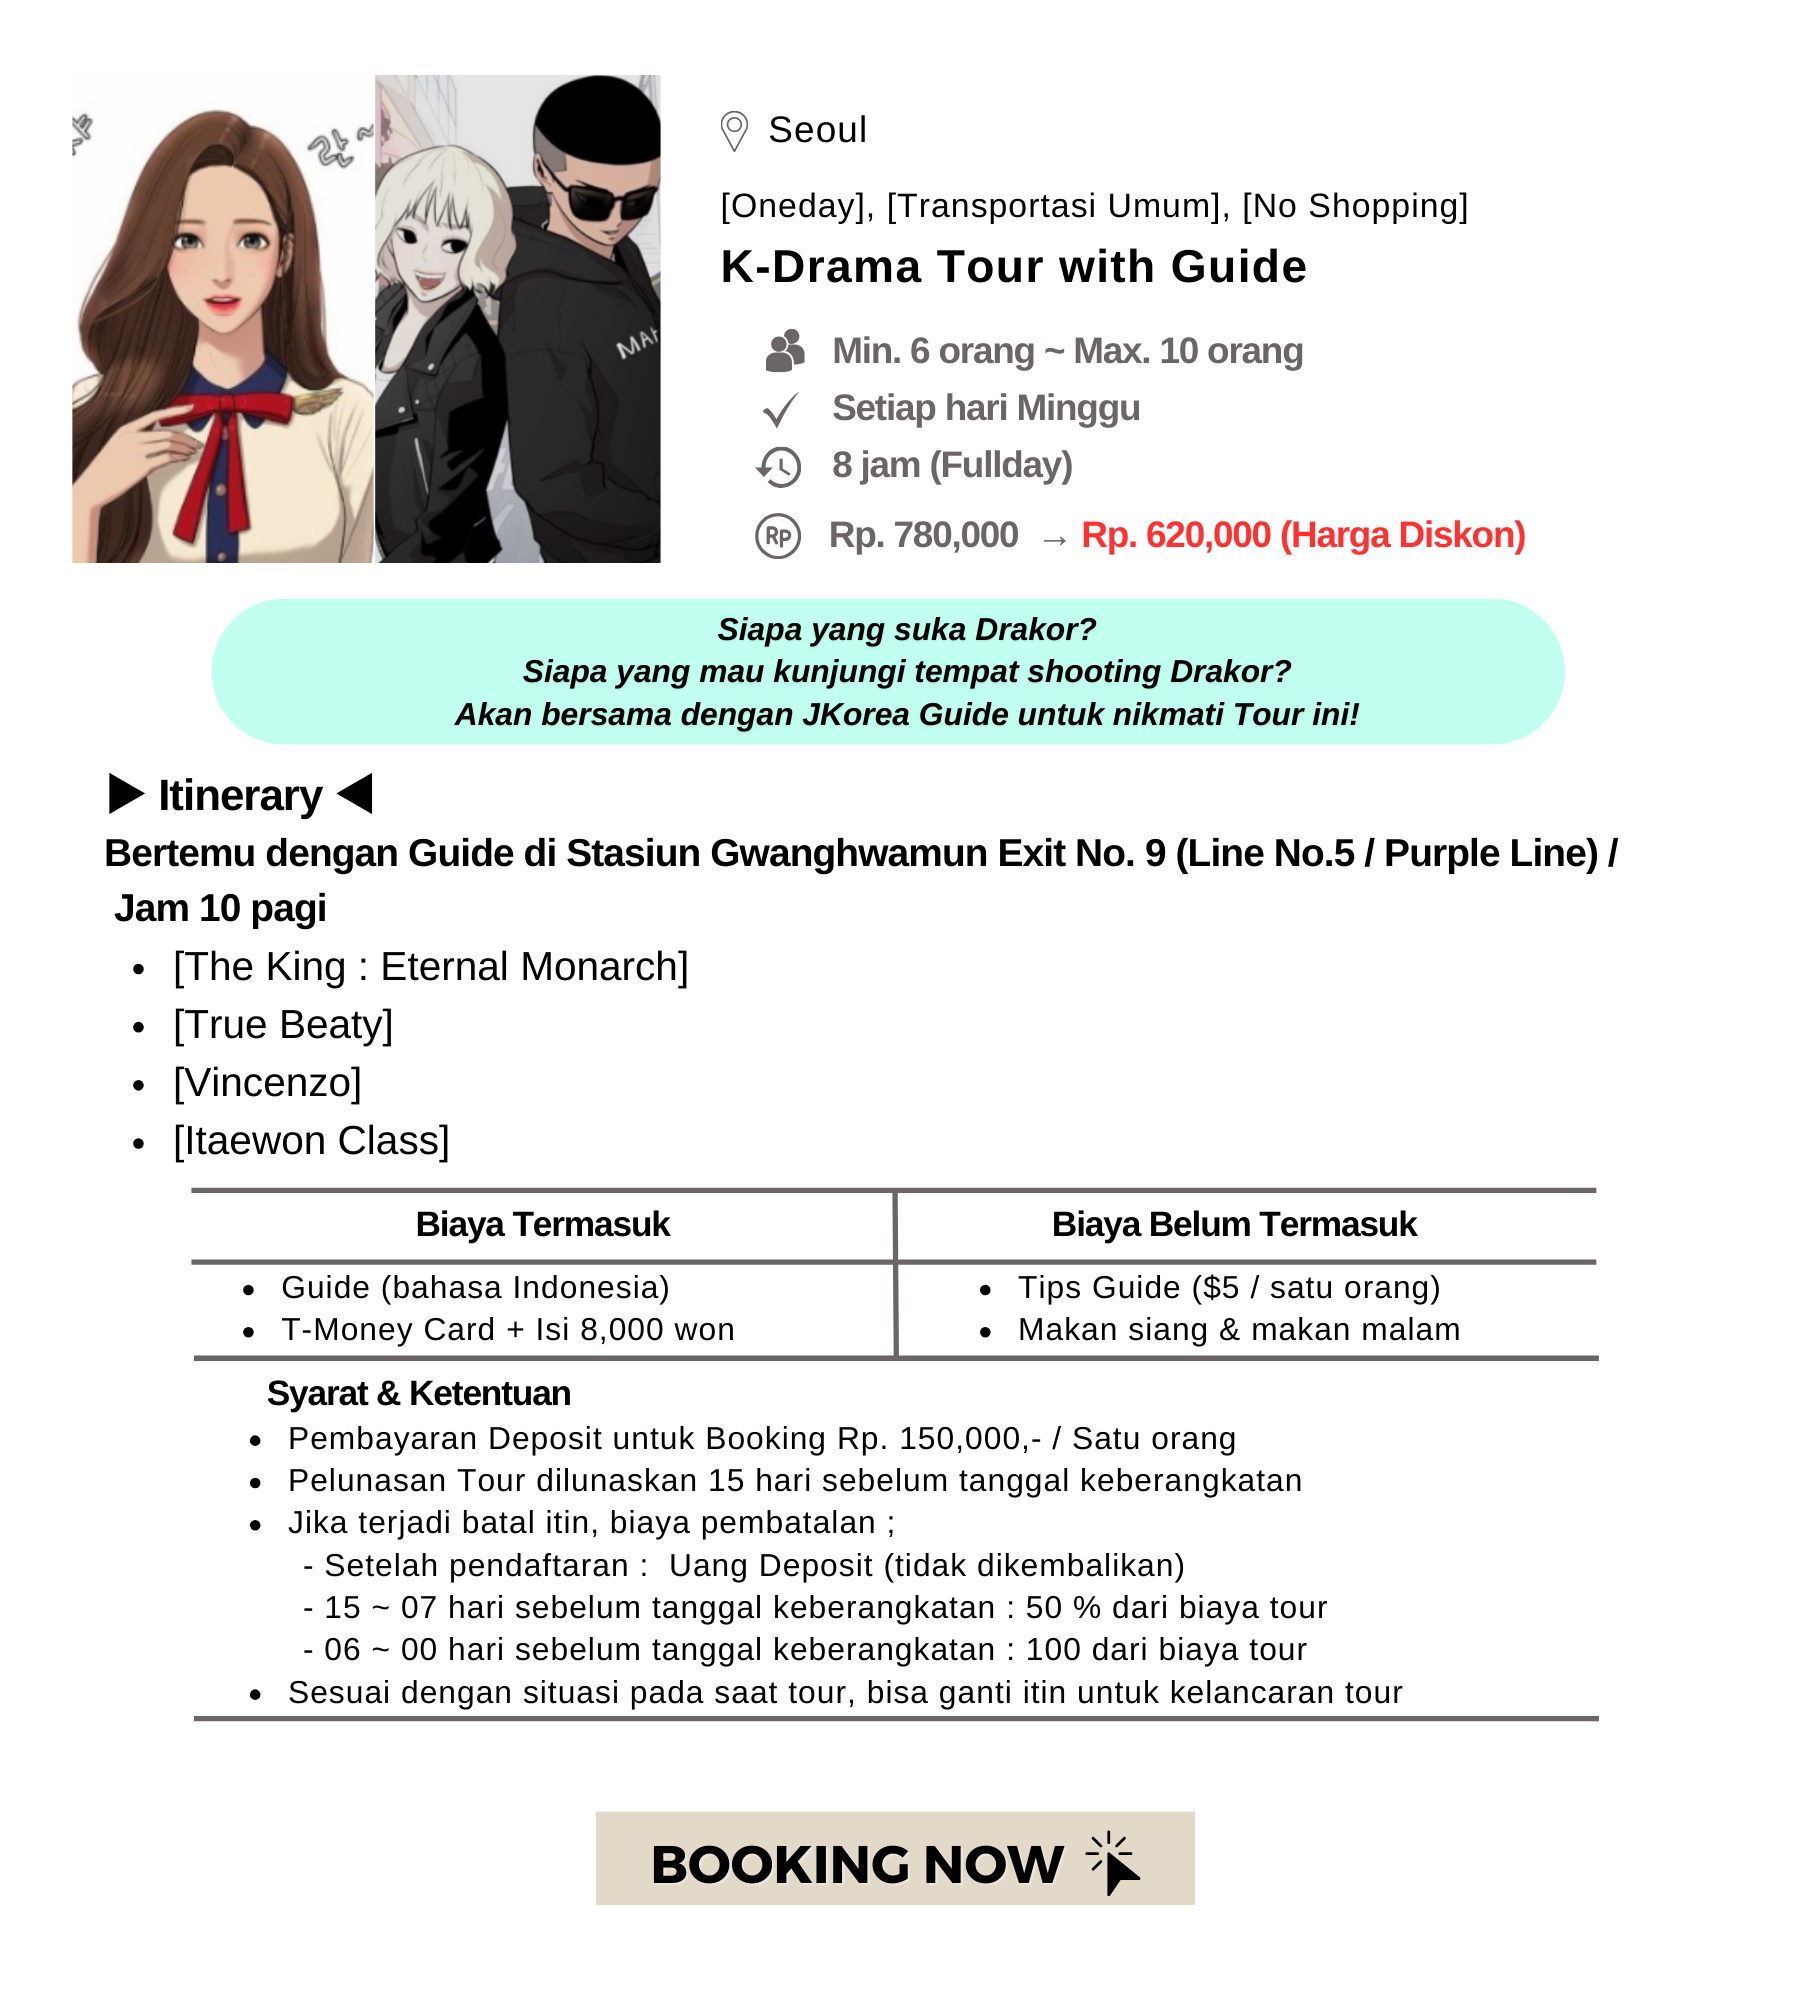 Seoul
[Oneday], [Transportasi Umum], [No Shopping]
K-Drama Tour with Guide
MAH
Min. 6 orang ~ Max. 10 orang
Setiap hari Minggu
8 jam (Fullday)
RP Rp. 780,000 → Rp. 620,000 (Harga Diskon)
Siapa yang suka Drakor?
Siapa yang mau kunjungi tempat shooting Drakor?
Akan bersama dengan JKorea Guide untuk nikmati Tour ini!
▶ Itinerary ◀
Bertemu dengan Guide di Stasiun Gwanghwamun Exit No. 9 (Line No.5 / Purple Line) /
Jam 10 pagi
• [The King : Eternal Monarch]
• [True Beaty]
• [Vincenzo]
• [Itaewon Class]
Biaya Termasuk
Biaya Belum Termasuk
• Guide (bahasa Indonesia)
• T-Money Card + Isi 8,000 won
• Tips Guide ($5 / satu orang)
• Makan siang & makan malam
Syarat & Ketentuan
• Pembayaran Deposit untuk Booking Rp. 150,000,- / Satu orang
• Pelunasan Tour dilunaskan 15 hari sebelum tanggal keberangkatan
• Jika terjadi batal itin, biaya pembatalan ;
- Setelah pendaftaran : Uang Deposit (tidak dikembalikan)
- 15 ~ 07 hari sebelum tanggal keberangkatan : 50 % dari biaya tour
- 06 ~ 00 hari sebelum tanggal keberangkatan : 100 dari biaya tour
• Sesuai dengan situasi pada saat tour, bisa ganti itin untuk kelancaran tour
BOOKING NOW